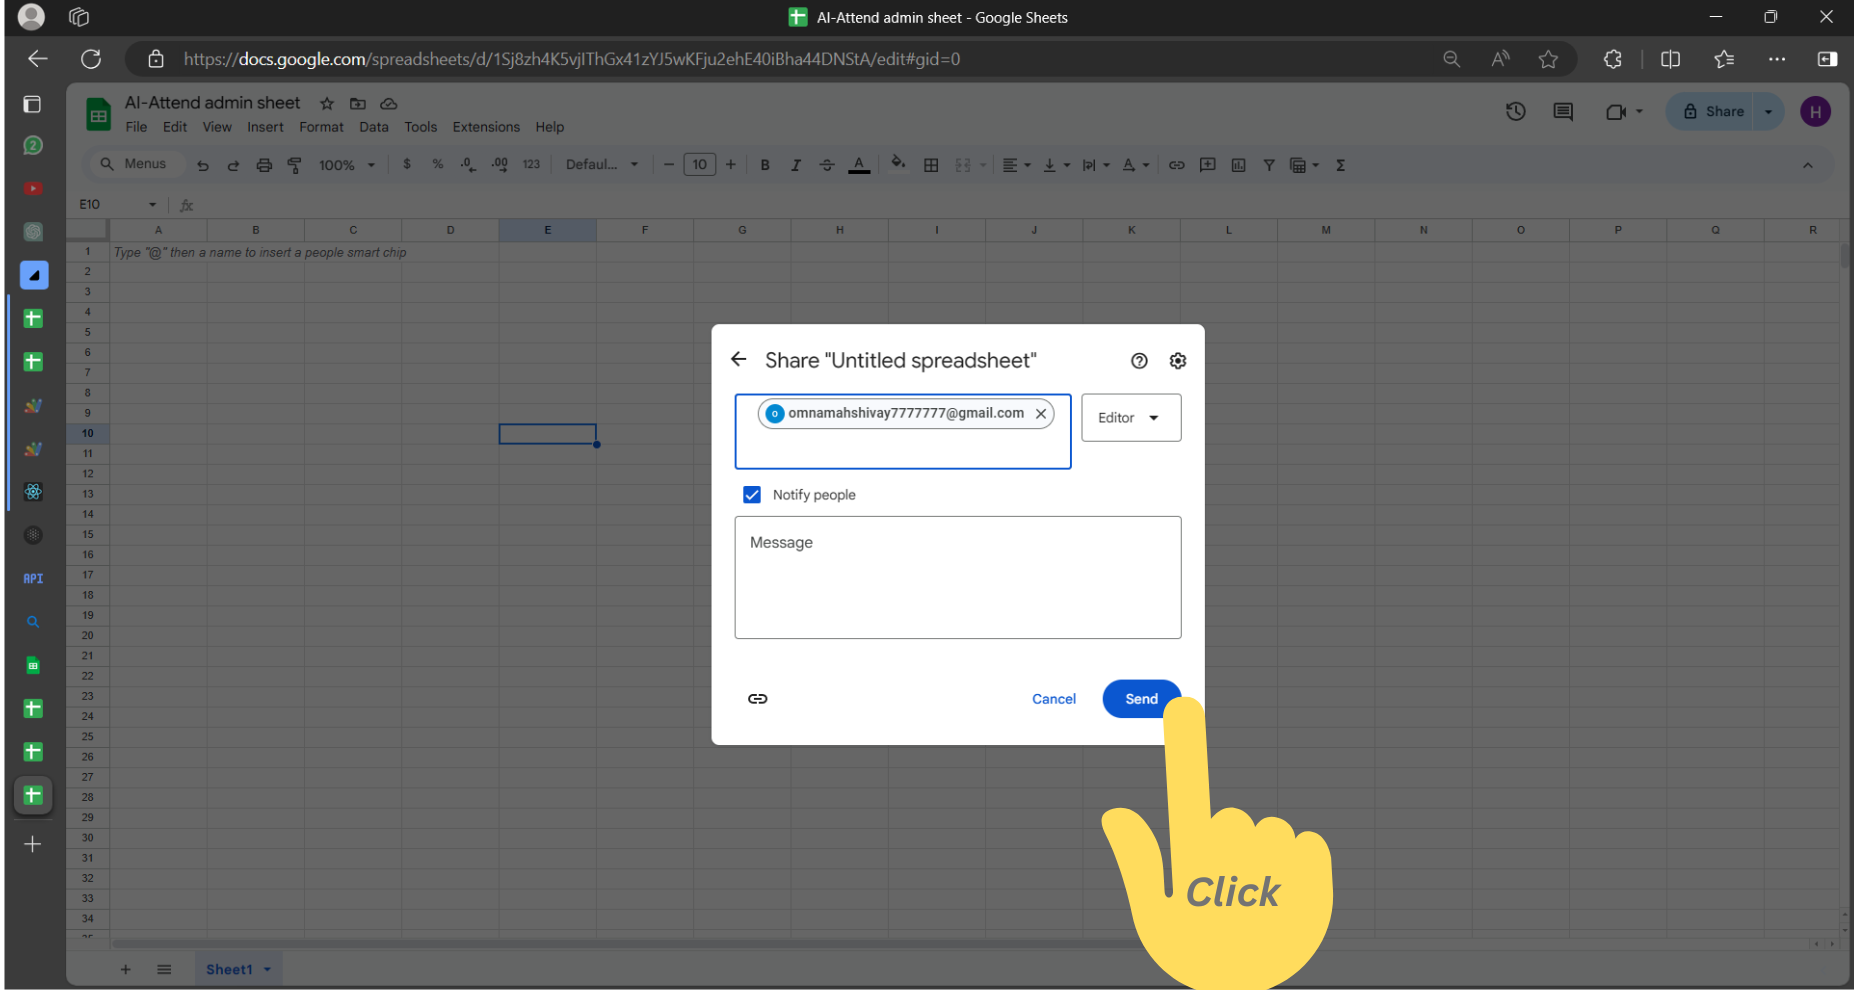 AI-Attend admin sheet - Google Sheets
https://docs.google.com/spreadsheets/d/1Sj8zh4K5vjIThGx41zYJ5wKFju2ehE40iBha44DNStA/edit#gid=0
AI-Attend admin sheet
File Edit View Insert Format Data Tools Extensions Help
Share
H
2
Menus
100%
$ % .0 .00 123
Defaul...
10
B I A
A
Σ
E10
fx
A B C D E F G H I J K L M N O P Q R
1 Type "@" then a name to insert a people smart chip
2
3
4
5
6
7
8
9
10
11
12
13
14
15
16
17
18
19
20
21
22
23
24
25
26
27
28
29
30
31
32
33
34
API
Share "Untitled spreadsheet"
o omnamahshivay7777777@gmail.com
Editor
Notify people
Message
Cancel
Send
Click
Sheet1